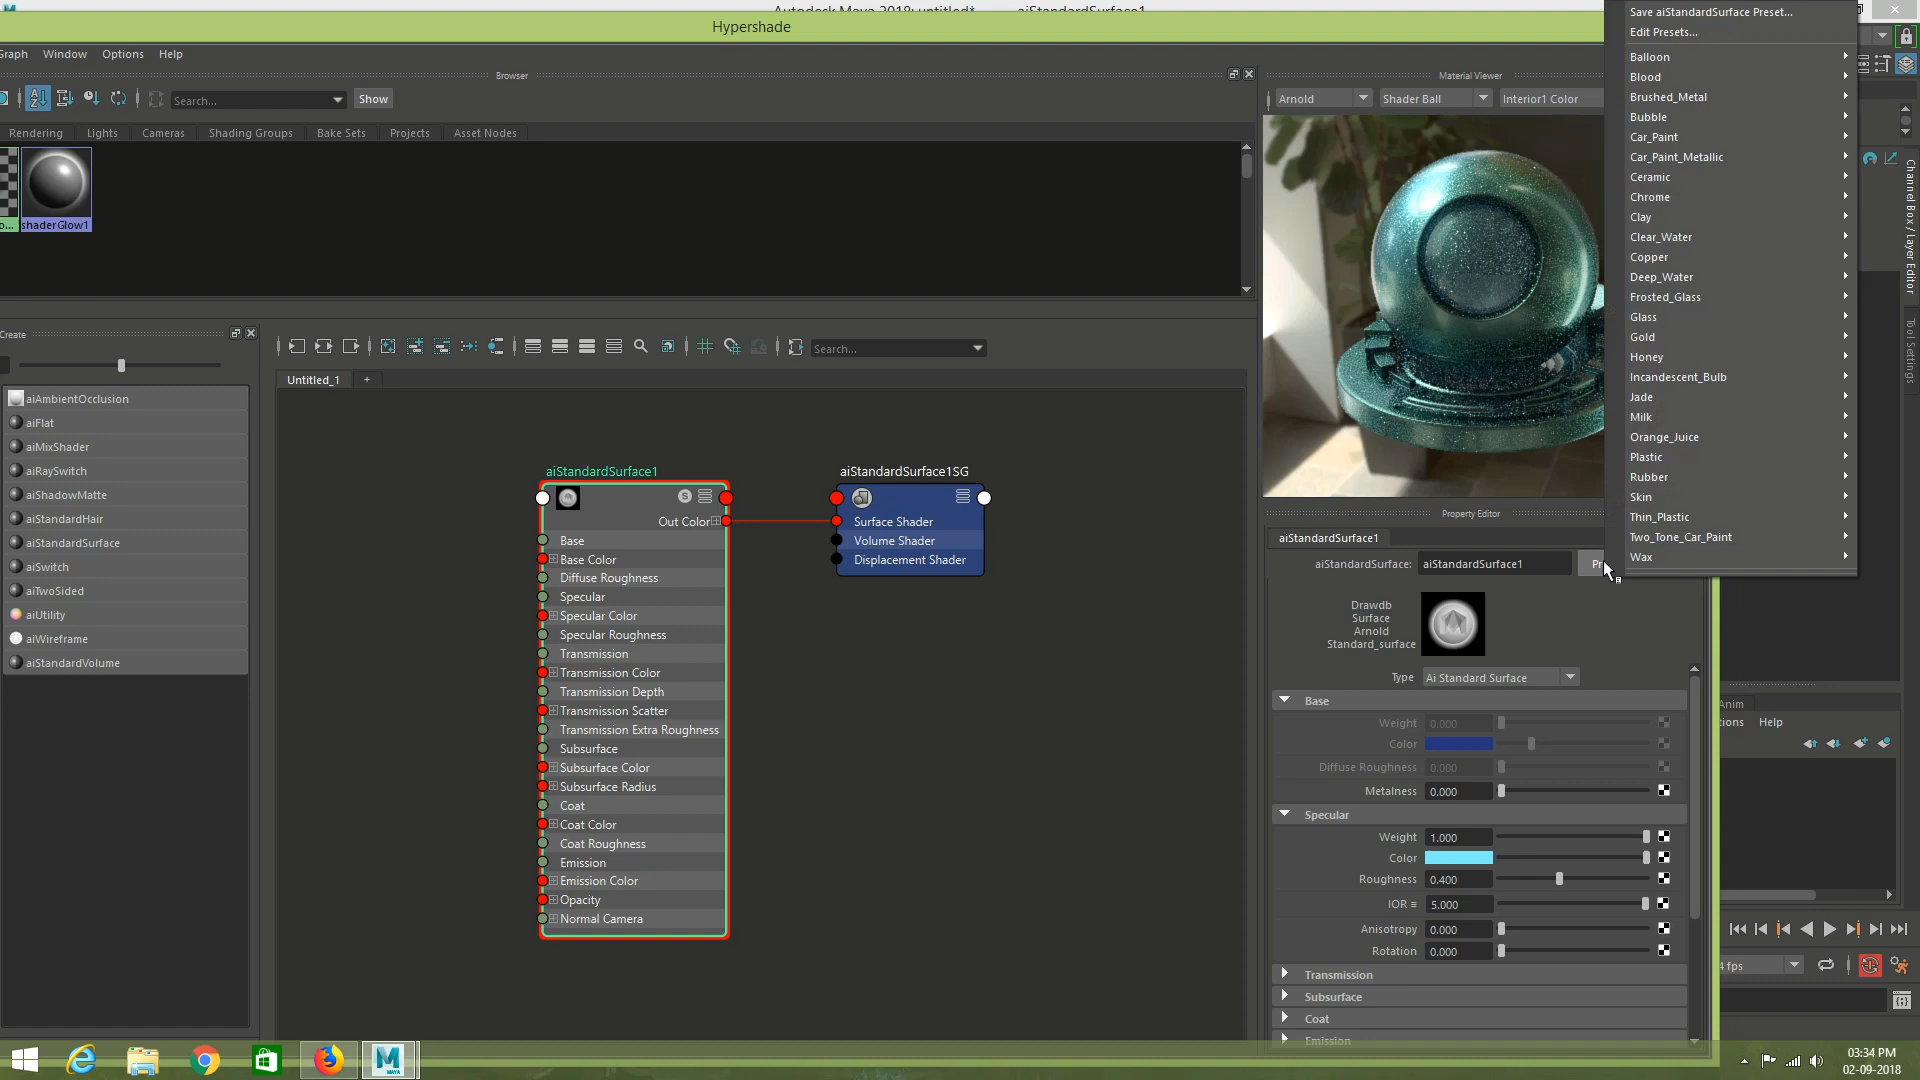 Autodesk Maya 2018: untitled*
aiStandardSurface1
Hypershade
Window
Options
Help
Browser
Search...
Show
Rendering
Lights
Cameras
Shading Groups
Bake Sets
Projects
Asset Nodes
o...
shaderGlow1
Material Viewer
Arnold
Shader Ball
Interior1 Color
Save aiStandardSurface Preset...
Edit Presets...
Balloon
Blood
Brushed_Metal
Bubble
Car_Paint
Car_Paint_Metallic
Ceramic
Chrome
Clay
Clear_Water
Copper
Deep_Water
Frosted_Glass
Glass
Gold
Honey
Incandescent_Bulb
Jade
Milk
Orange_Juice
Plastic
Rubber
Skin
Thin_Plastic
Two_Tone_Car_Paint
Wax
Channel Box / Layer Editor
Tool Settings
Create
aiAmbientOcclusion
aiFlat
aiMixShader
aiRaySwitch
aiShadowMatte
aiStandardHair
aiStandardSurface
aiSwitch
aiTwoSided
aiUtility
aiWireframe
aiStandardVolume
Search...
Untitled_1
+
aiStandardSurface1
S
Out Color
Base
Base Color
Diffuse Roughness
Specular
Specular Color
Specular Roughness
Transmission
Transmission Color
Transmission Depth
Transmission Scatter
Transmission Extra Roughness
Subsurface
Subsurface Color
Subsurface Radius
Coat
Coat Color
Coat Roughness
Emission
Emission Color
Opacity
Normal Camera
aiStandardSurface1SG
Surface Shader
Volume Shader
Displacement Shader
Property Editor
aiStandardSurface1
aiStandardSurface: aiStandardSurface1
Drawdb
Surface
Arnold
Standard_surface
Type Ai Standard Surface
Base
Weight 0.000
Color
Diffuse Roughness 0.000
Metalness 0.000
Specular
Weight 1.000
Color
Roughness 0.400
IOR 5.000
Anisotropy 0.000
Rotation 0.000
Transmission
Subsurface
Coat
Emission
Anim
Help
fps
MAYA
03:34 PM
02-09-2018